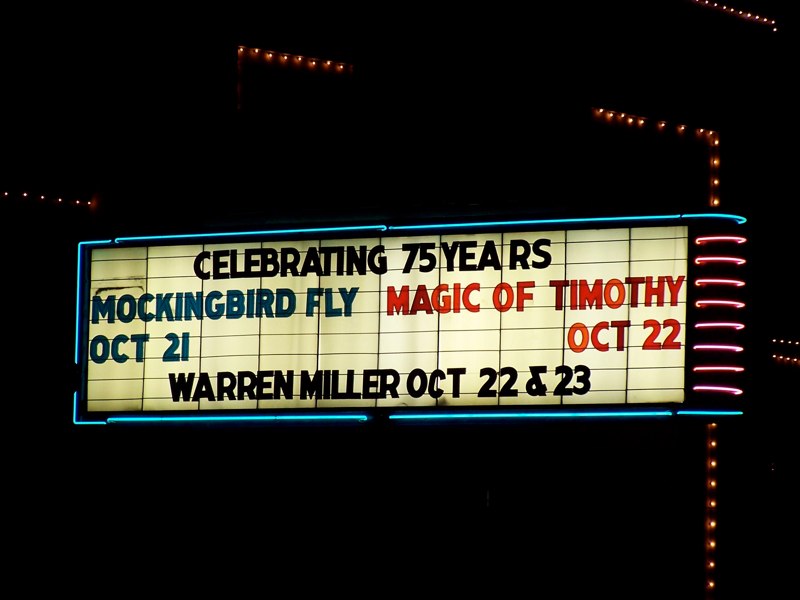 CELEBRATING 75 YEARS
MOCKINGBIRD FLY MAGIC OF TIMOTHY
OCT 21 OCT 22
WARREN MILLER OCT 22 & 23